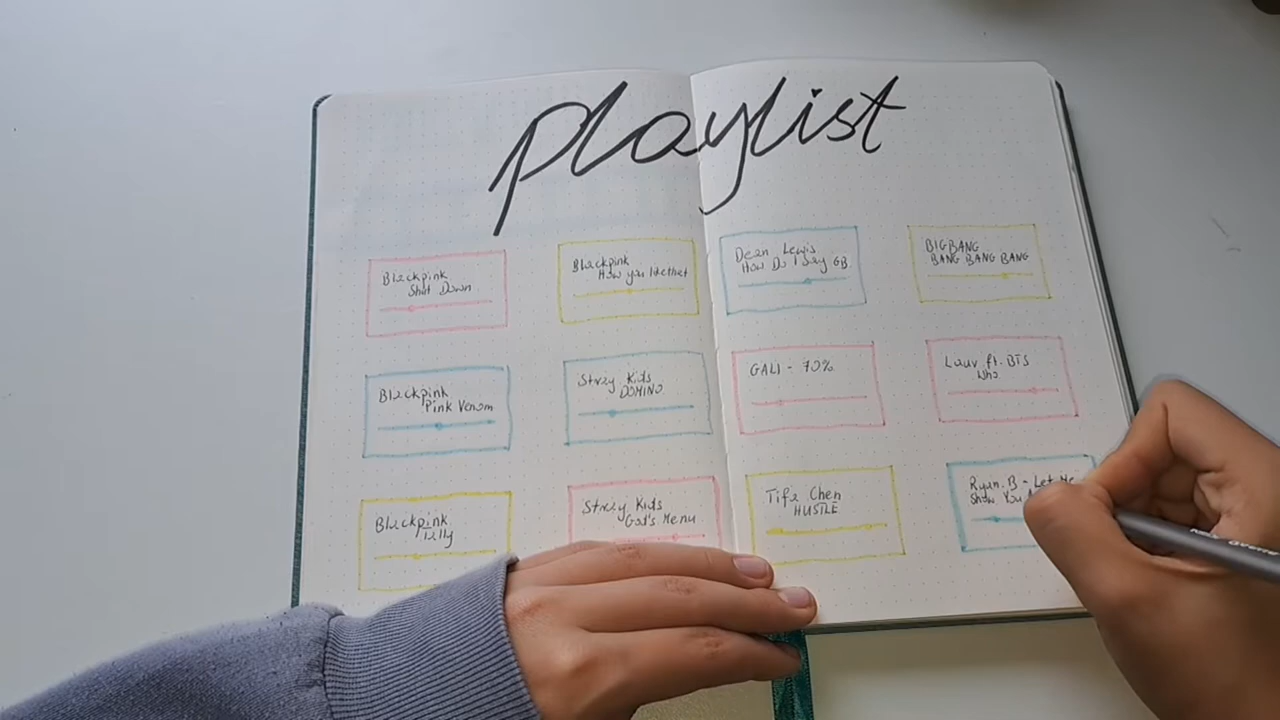 playlist
Blackpink
Shut Down
Blackpink
How you like that
Dean Lewis
How Do I Say GB
BIGBANG
BANG BANG BANG
Blackpink
Pink Venom
Stray Kids
DOMINO
GALI - 70%
Lauv ft. BTS
Who
Blackpink
Tally
Stray Kids
God's Menu
Tifa Chen
HUSTLE
Ryan. B - Let Me
Show You